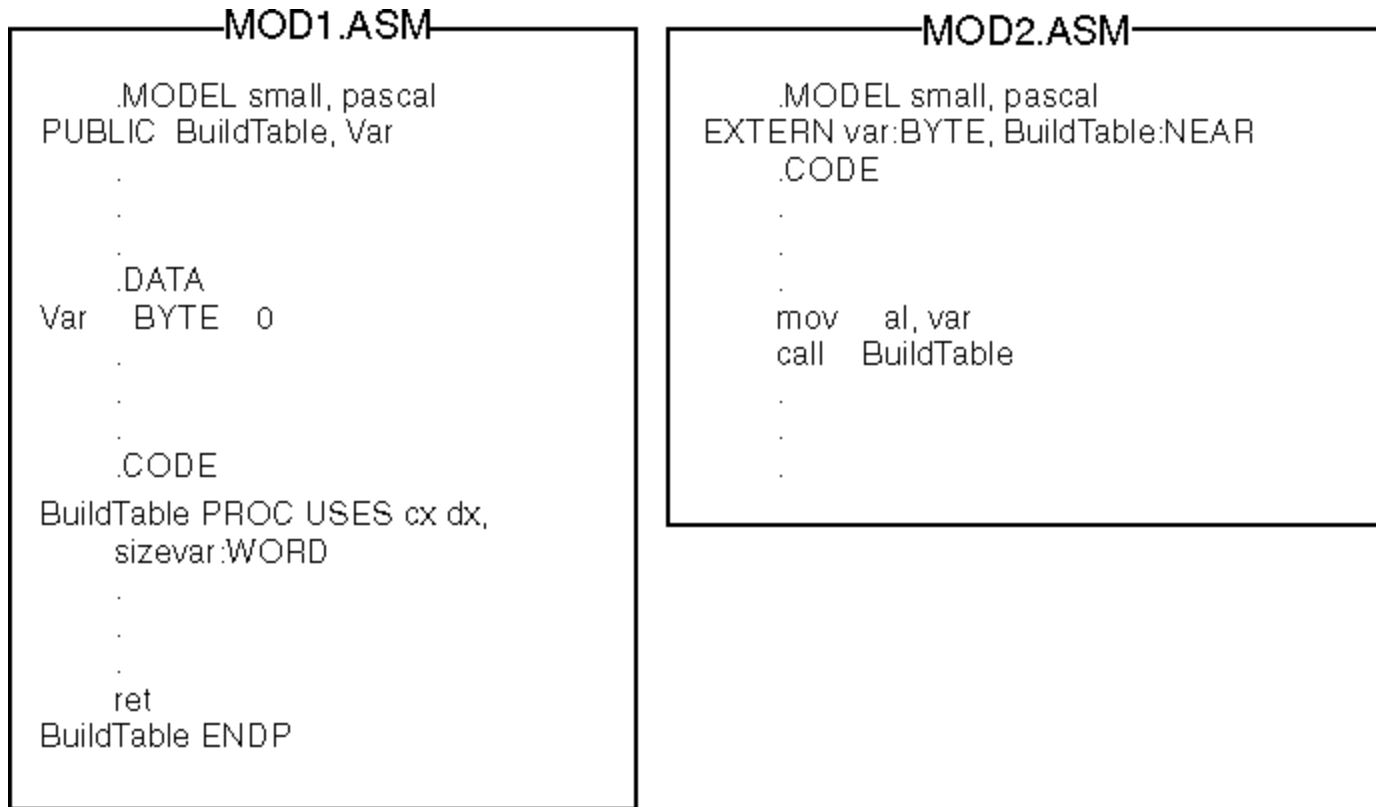 MOD1.ASM
.MODEL small, pascal
PUBLIC BuildTable, Var
.
.
.
.DATA
Var BYTE 0
.
.
.
.CODE
BuildTable PROC USES cx dx,
sizevar:WORD
.
.
.
ret
BuildTable ENDP
MOD2.ASM
.MODEL small, pascal
EXTERN var:BYTE, BuildTable:NEAR
.CODE
.
.
.
mov al, var
call BuildTable
.
.
.